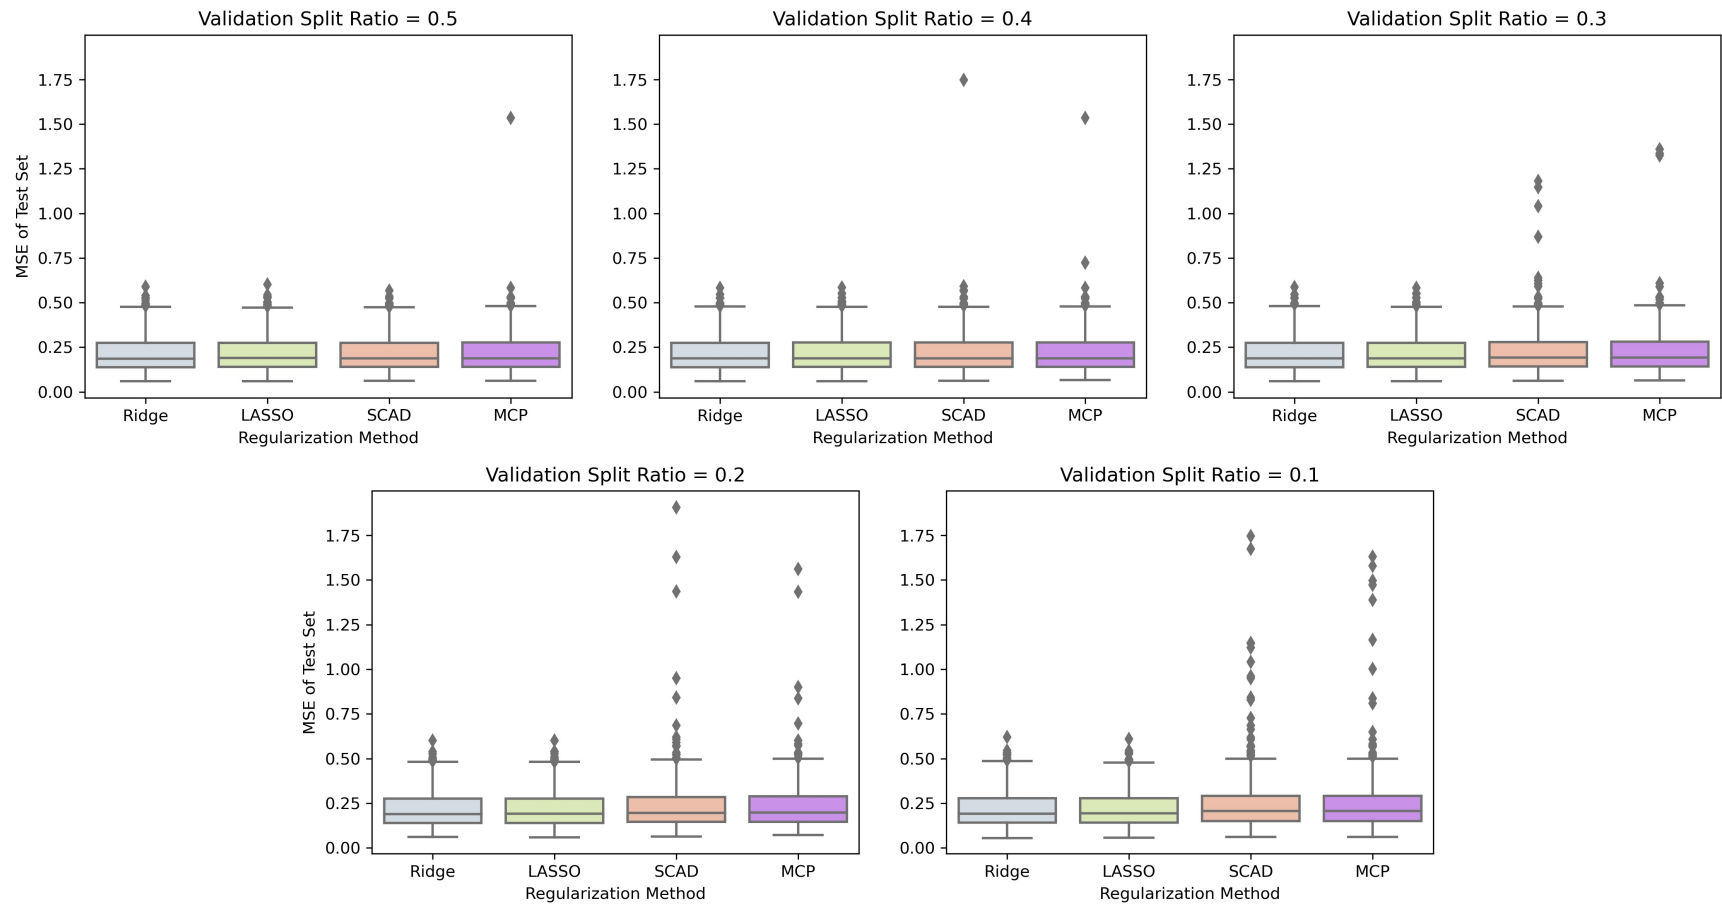 Validation Split Ratio = 0.5
MSE of Test Set
1.75
1.50
1.25
1.00
0.75
0.50
0.25
0.00
Ridge LASSO SCAD MCP
Regularization Method
Validation Split Ratio = 0.4
1.75
1.50
1.25
1.00
0.75
0.50
0.25
0.00
Ridge LASSO SCAD MCP
Regularization Method
Validation Split Ratio = 0.3
1.75
1.50
1.25
1.00
0.75
0.50
0.25
0.00
Ridge LASSO SCAD MCP
Regularization Method
Validation Split Ratio = 0.2
MSE of Test Set
1.75
1.50
1.25
1.00
0.75
0.50
0.25
0.00
Ridge LASSO SCAD MCP
Regularization Method
Validation Split Ratio = 0.1
1.75
1.50
1.25
1.00
0.75
0.50
0.25
0.00
Ridge LASSO SCAD MCP
Regularization Method